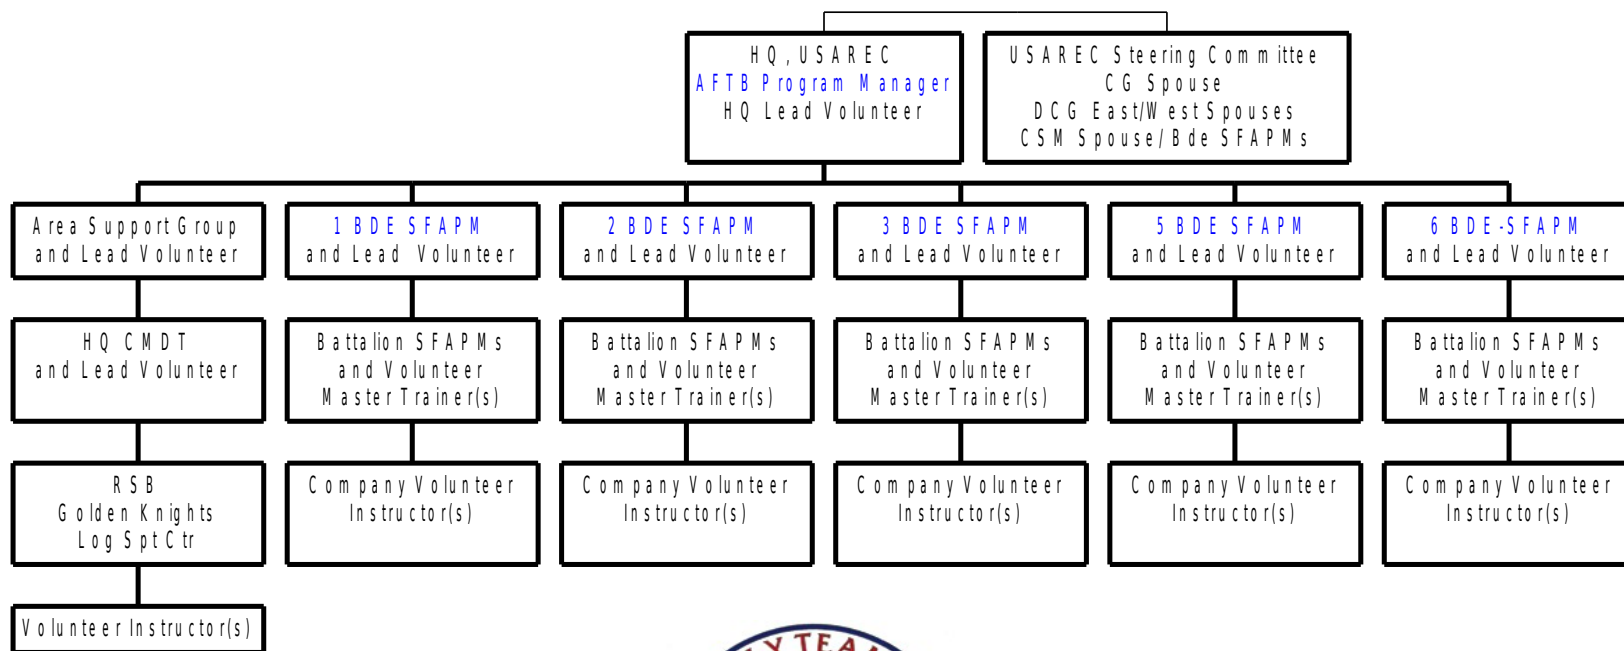 HQ, USAREC
AFTB Program Manager
HQ Lead Volunteer
USAREC Steering Committee
CG Spouse
DCG East/West Spouses
CSM Spouse/Bde SFAPMs
Area Support Group
and Lead Volunteer
1 BDE SFAPM
and Lead Volunteer
2 BDE SFAPM
and Lead Volunteer
3 BDE SFAPM
and Lead Volunteer
5 BDE SFAPM
and Lead Volunteer
6 BDE-SFAPM
and Lead Volunteer
HQ CMDT
and Lead Volunteer
Battalion SFAPMs
and Volunteer
Master Trainer(s)
Battalion SFAPMs
and Volunteer
Master Trainer(s)
Battalion SFAPMs
and Volunteer
Master Trainer(s)
Battalion SFAPMs
and Volunteer
Master Trainer(s)
Battalion SFAPMs
and Volunteer
Master Trainer(s)
RSB
Golden Knights
Log Spt Ctr
Company Volunteer
Instructor(s)
Company Volunteer
Instructor(s)
Company Volunteer
Instructor(s)
Company Volunteer
Instructor(s)
Company Volunteer
Instructor(s)
Volunteer Instructor(s)